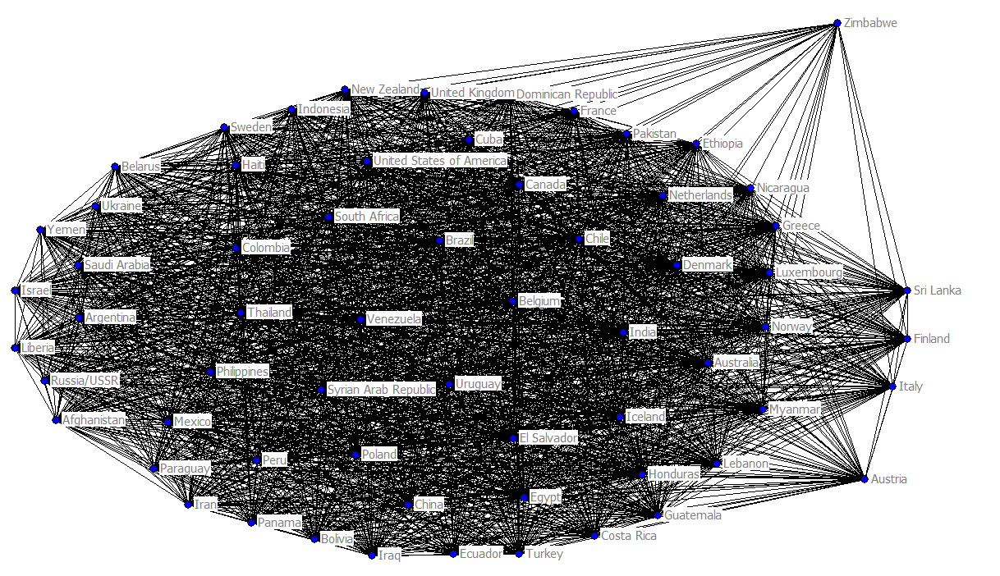 Zimbabwe
New Zealand
United Kingdom
Dominican Republic
Indonesia
France
Sweden
Pakistan
Cuba
Ethiopia
United States of America
Haiti
Belarus
Canada
Nicaragua
Netherlands
Ukraine
South Africa
Greece
Yemen
Brazil
Chile
Colombia
Saudi Arabia
Denmark
Luxembourg
Israel
Sri Lanka
Belgium
Thailand
Argentina
Venezuela
Norway
India
Finland
Liberia
Australia
Philippines
Russia/USSR
Uruguay
Italy
Syrian Arab Republic
Myanmar
Iceland
Afghanistan
Mexico
El Salvador
Poland
Peru
Lebanon
Paraguay
Honduras
Austria
Egypt
Iran
China
Guatemala
Panama
Costa Rica
Bolivia
Ecuador
Turkey
Iraq